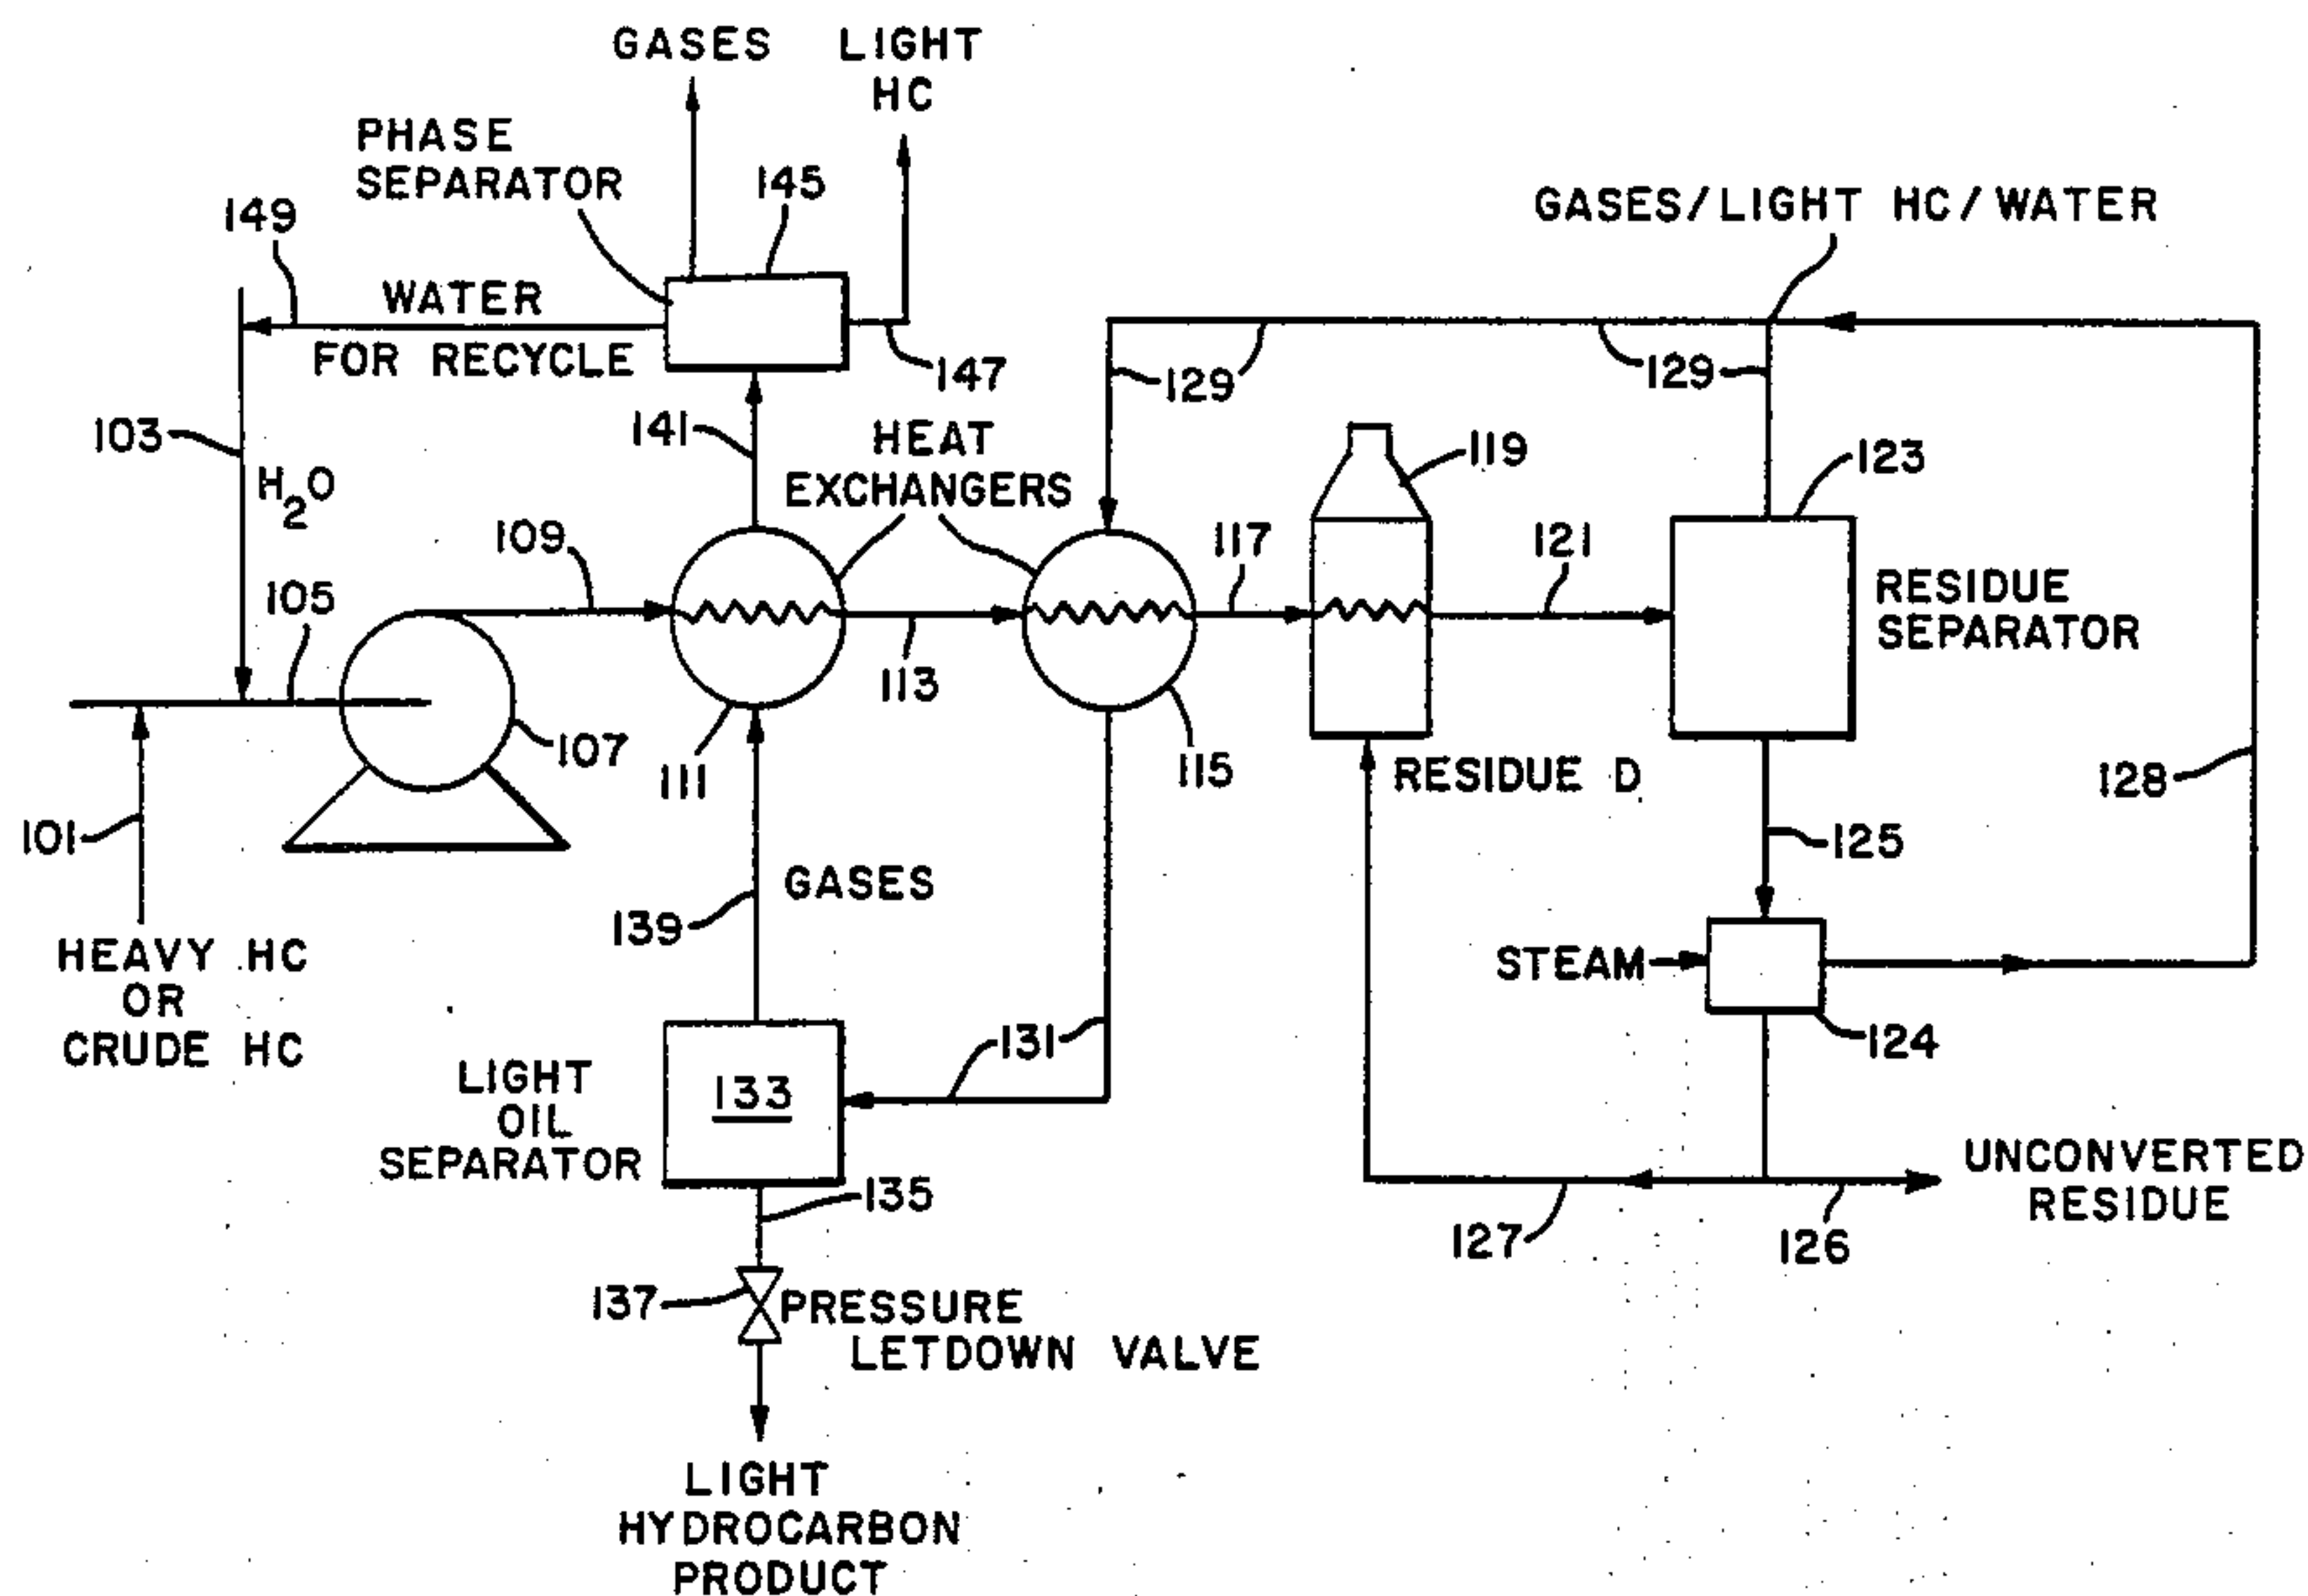 GASES
LIGHT
HC
PHASE
SEPARATOR
145
149
GASES/LIGHT HC/WATER
WATER
FOR RECYCLE
147
129
129
103
141
HEAT
EXCHANGERS
119
123
H2O
109
117
121
105
RESIDUE
SEPARATOR
113
107
111
115
RESIDUE D
128
101
125
GASES
139
HEAVY HC
OR
CRUDE HC
STEAM
124
131
LIGHT
OIL
SEPARATOR
133
135
UNCONVERTED
RESIDUE
127
126
137
PRESSURE
LETDOWN VALVE
LIGHT
HYDROCARBON
PRODUCT